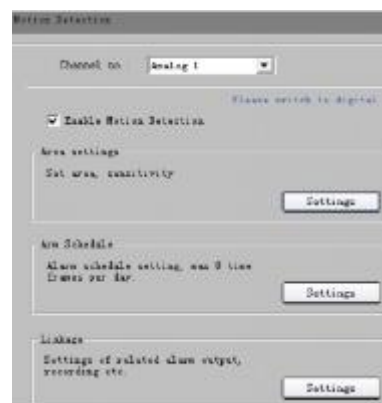 Motion Detection
Channel no
Analog 1
Please switch to digital
Enable Motion Detection
Area settings
Set area, sensitivity
Settings
Arm Schedule
Alarm schedule setting, max 8 time
frames per day.
Settings
Linkage
Settings of related alarm output,
recording etc.
Settings